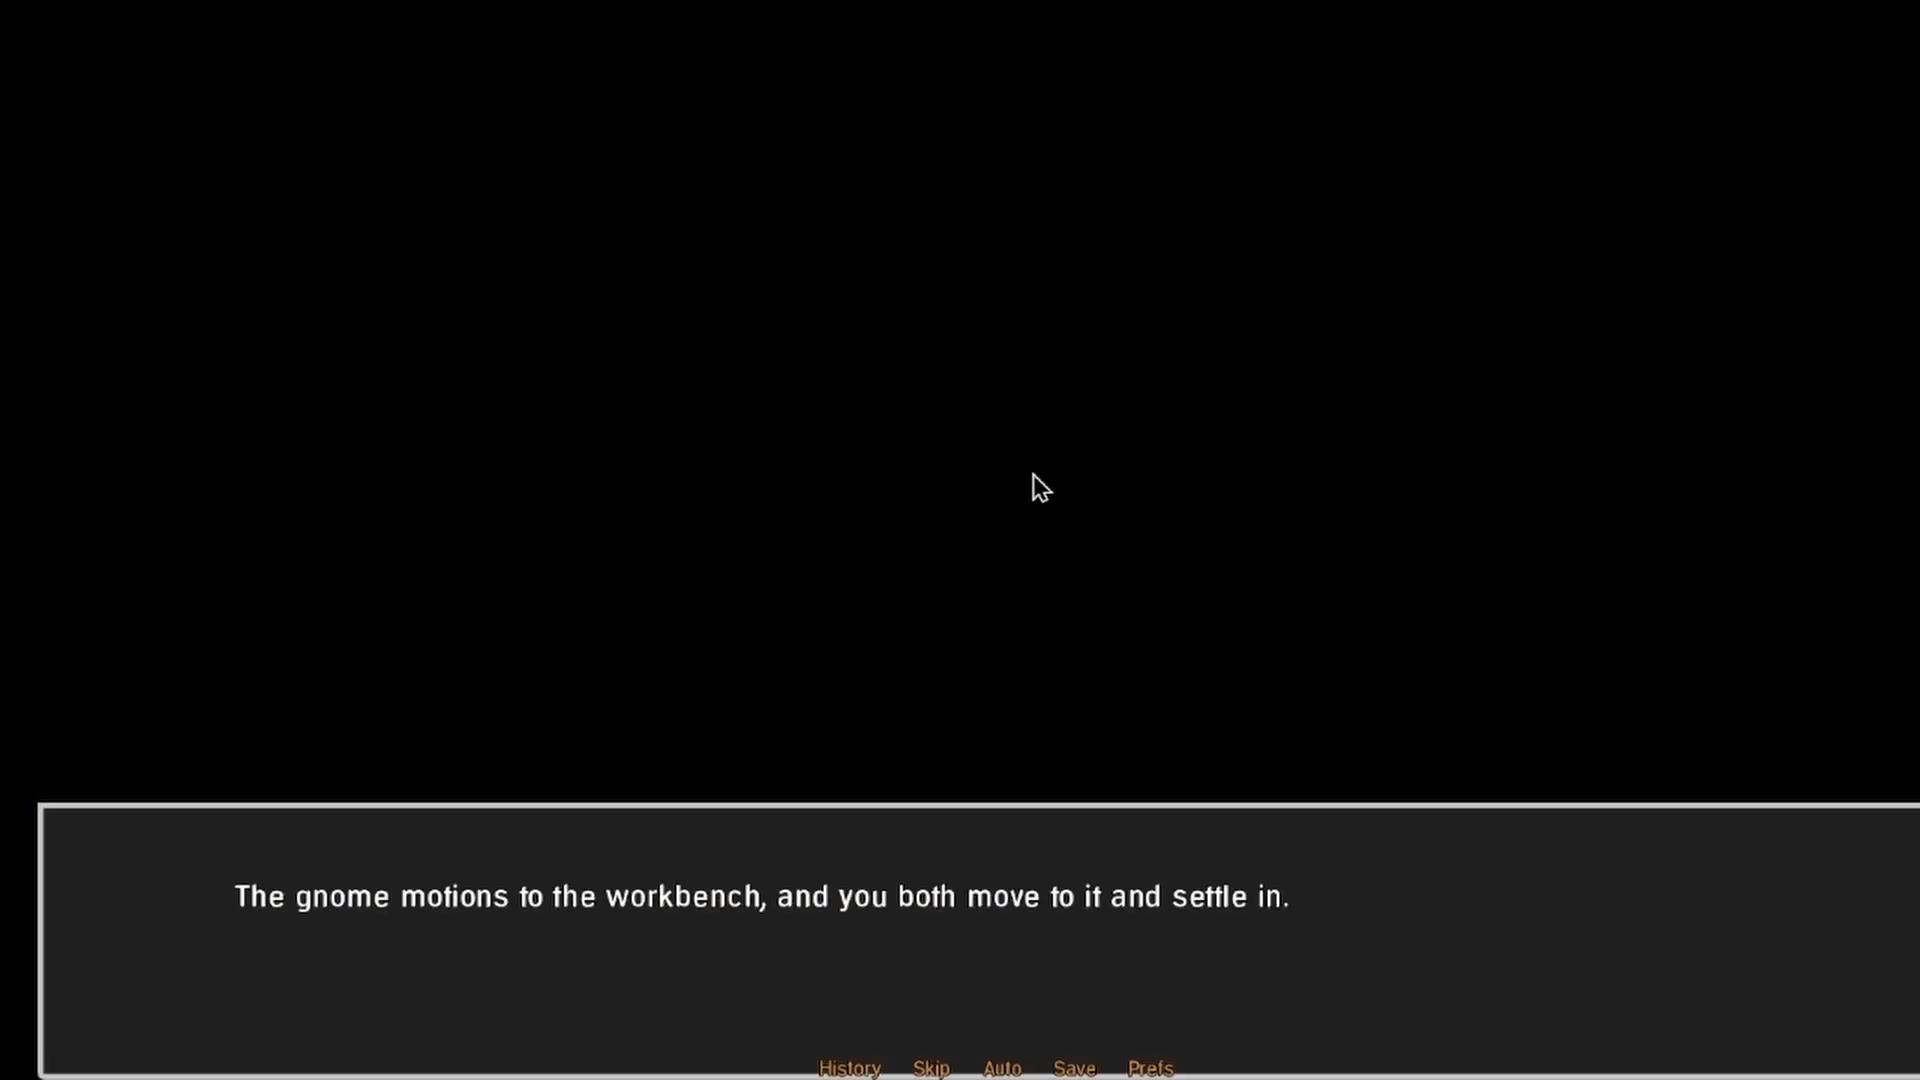 The gnome motions to the workbench, and you both move to it and settle in.
History Skip Auto Save Prefs